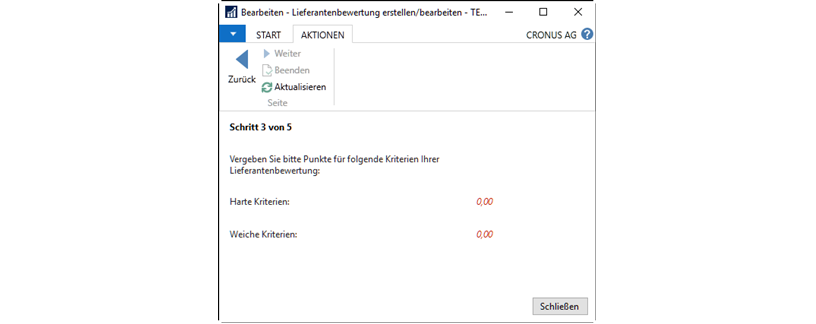 Bearbeiten - Lieferantenbewertung erstellen/bearbeiten - TE...
START AKTIONEN CRONUS AG ?
Weiter
Zurück
Beenden
Aktualisieren
Seite
Schritt 3 von 5
Vergeben Sie bitte Punkte für folgende Kriterien Ihrer
Lieferantenbewertung:
Harte Kriterien: 0,00
Weiche Kriterien: 0,00
Schließen